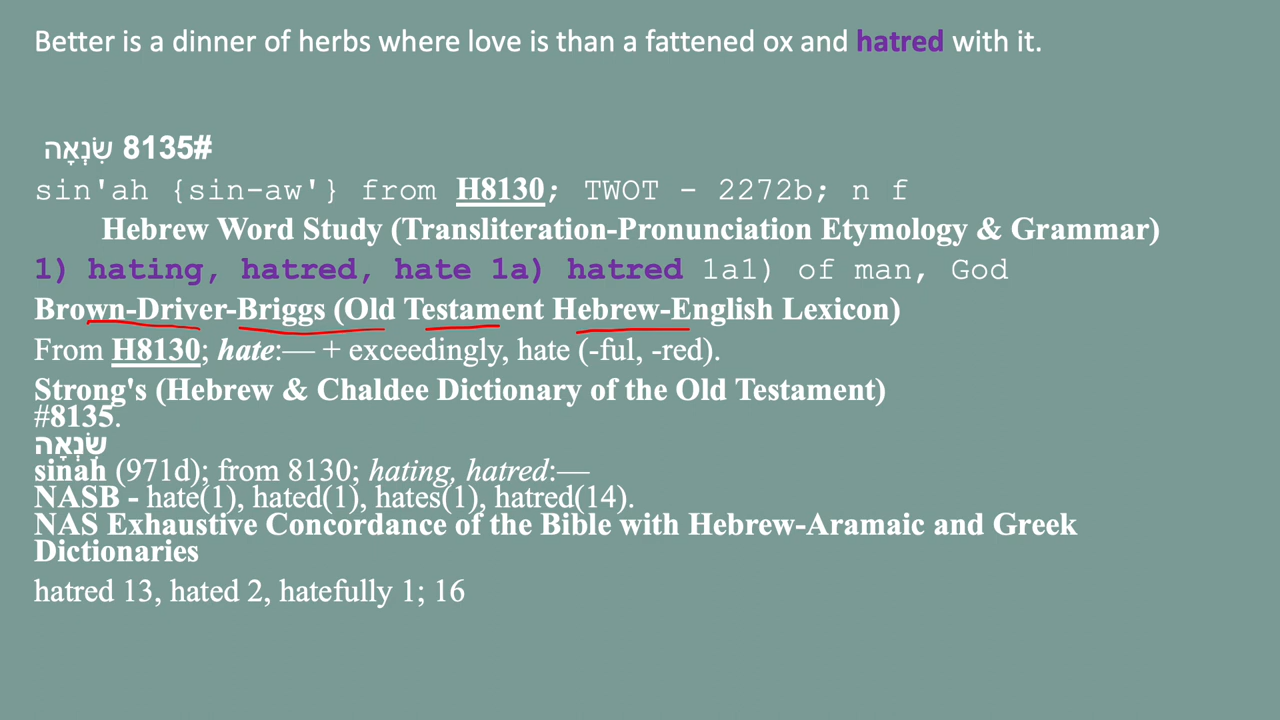 Better is a dinner of herbs where love is than a fattened ox and hatred with it.
שִׂנְאָה 8135#
sin'ah {sin-aw'} from H8130; TWOT - 2272b; n f
Hebrew Word Study (Transliteration-Pronunciation Etymology & Grammar)
1) hating, hatred, hate 1a) hatred 1a1) of man, God
Brown-Driver-Briggs (Old Testament Hebrew-English Lexicon)
From H8130; hate:— + exceedingly, hate (-ful, -red).
Strong's (Hebrew & Chaldee Dictionary of the Old Testament)
#8135.
שִׂנְאָה
sinah (971d); from 8130; hating, hatred:—
NASB - hate(1), hated(1), hates(1), hatred(14).
NAS Exhaustive Concordance of the Bible with Hebrew-Aramaic and Greek
Dictionaries
hatred 13, hated 2, hatefully 1; 16